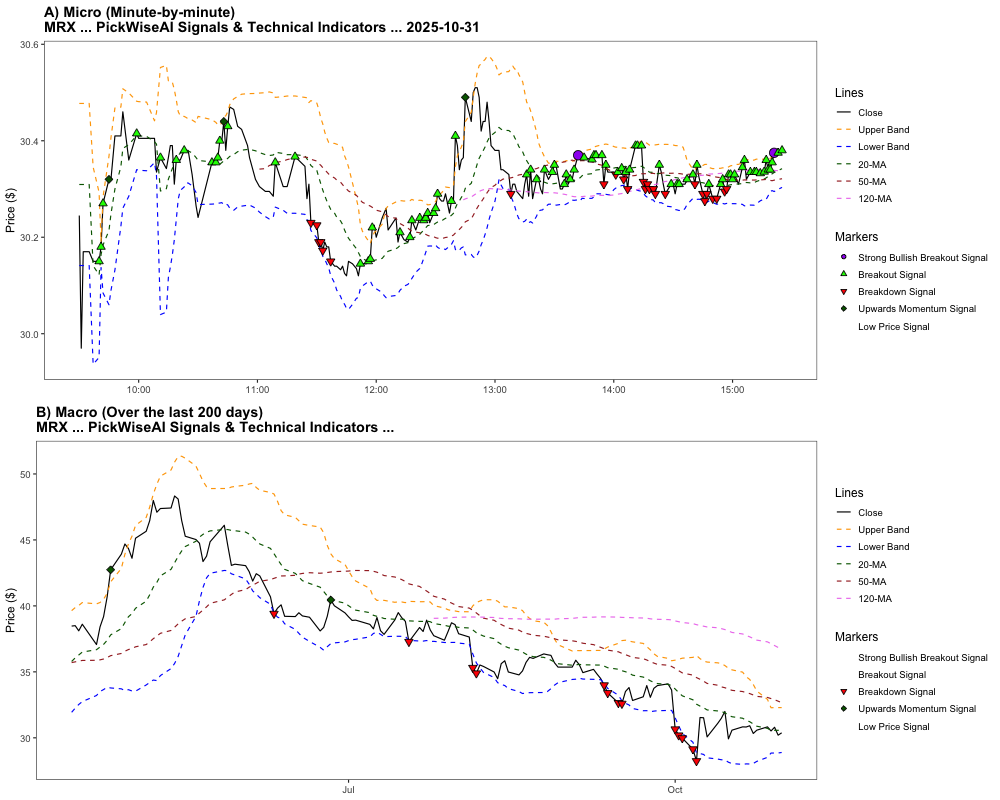 A) Micro (Minute-by-minute)
MRX ... PickWiseAI Signals & Technical Indicators ... 2025-10-31
Price ($)
30.6
30.4
30.2
30.0
10:00 11:00 12:00 13:00 14:00 15:00
Lines
Close
Upper Band
Lower Band
20-MA
50-MA
120-MA
Markers
Strong Bullish Breakout Signal
Breakout Signal
Breakdown Signal
Upwards Momentum Signal
Low Price Signal
B) Macro (Over the last 200 days)
MRX ... PickWiseAI Signals & Technical Indicators ...
Price ($)
50
45
40
35
30
Jul Oct
Lines
Close
Upper Band
Lower Band
20-MA
50-MA
120-MA
Markers
Strong Bullish Breakout Signal
Breakout Signal
Breakdown Signal
Upwards Momentum Signal
Low Price Signal